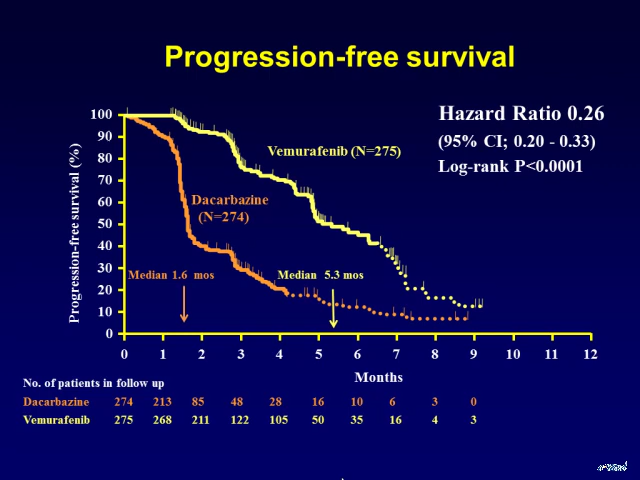 Progression-free survival
Hazard Ratio 0.26
(95% CI; 0.20 - 0.33)
Log-rank P<0.0001
Progression-free survival (%)
100
90
80
70
60
50
40
30
20
10
0
Vemurafenib (N=275)
Dacarbazine
(N=274)
Median 1.6 mos
Median 5.3 mos
0 1 2 3 4 5 6 7 8 9 10 11 12
Months
No. of patients in follow up
Dacarbazine 274 213 85 48 28 16 10 6 3 0
Vemurafenib 275 268 211 122 105 50 35 16 4 3